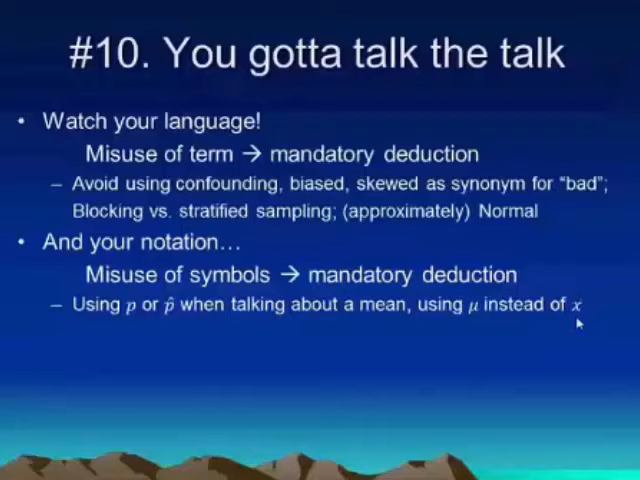 #10. You gotta talk the talk
• Watch your language!
Misuse of term → mandatory deduction
– Avoid using confounding, biased, skewed as synonym for “bad”;
Blocking vs. stratified sampling; (approximately) Normal
• And your notation…
Misuse of symbols → mandatory deduction
– Using p or p̂ when talking about a mean, using μ instead of x